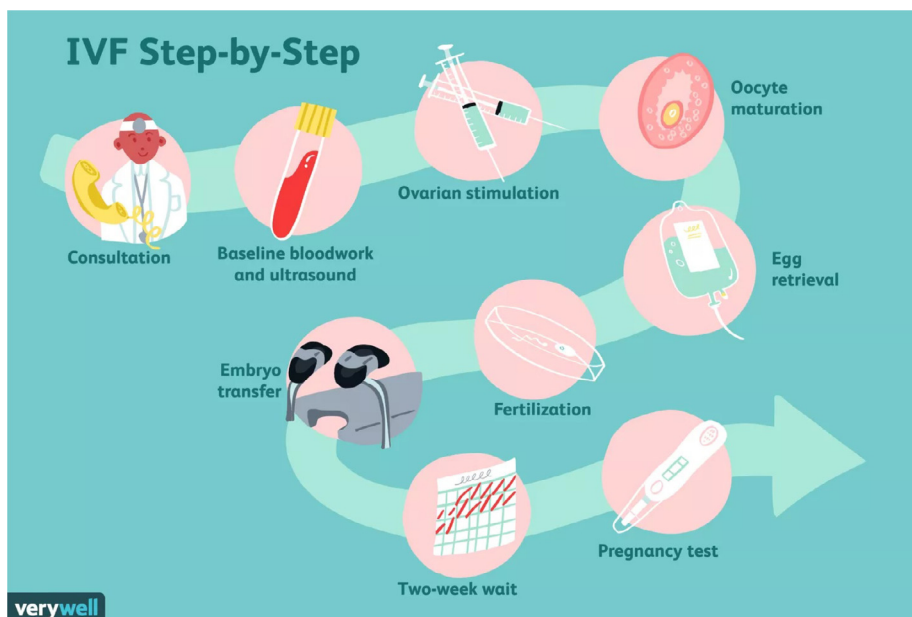 IVF Step-by-Step
Consultation
Baseline bloodwork
and ultrasound
Ovarian stimulation
Oocyte
maturation
Egg
retrieval
Fertilization
Embryo
transfer
Two-week wait
Pregnancy test
verywell